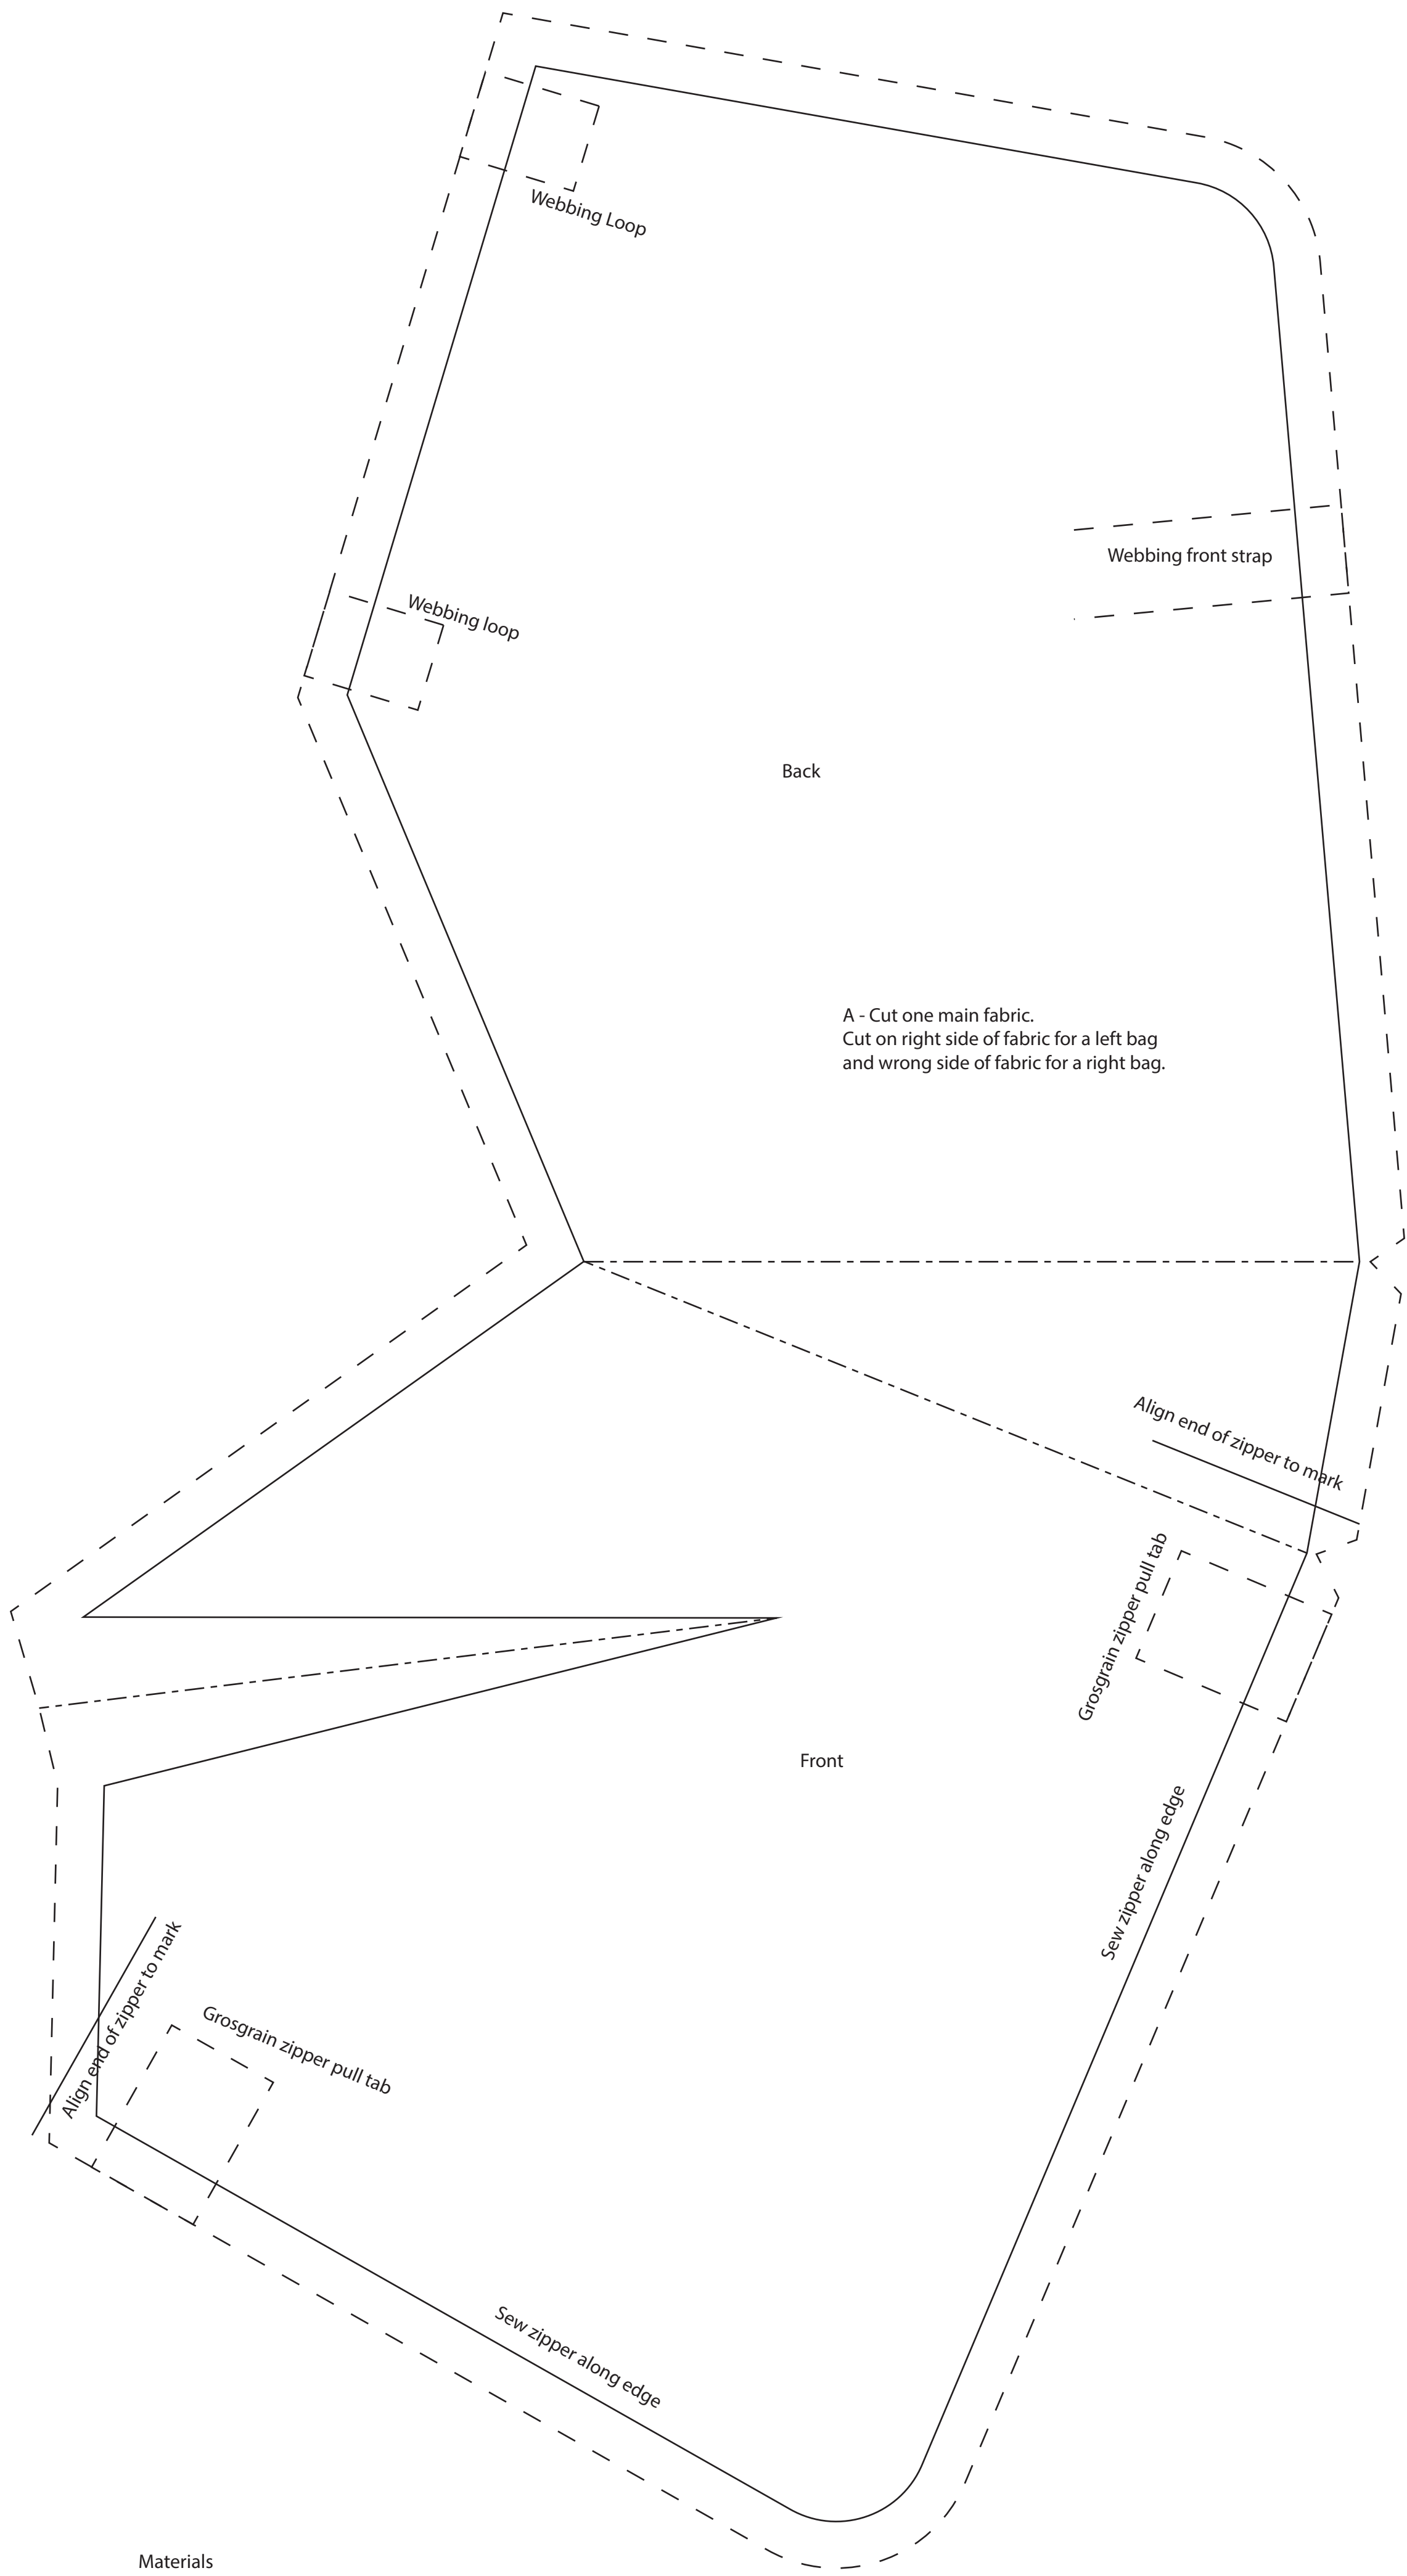 Webbing Loop
Webbing front strap
Webbing loop
Back
A - Cut one main fabric.
Cut on right side of fabric for a left bag
and wrong side of fabric for a right bag.
Align end of zipper to mark
Grosgrain zipper pull tab
Front
Sew zipper along edge
Align end of zipper to mark
Grosgrain zipper pull tab
Sew zipper along edge
Materials